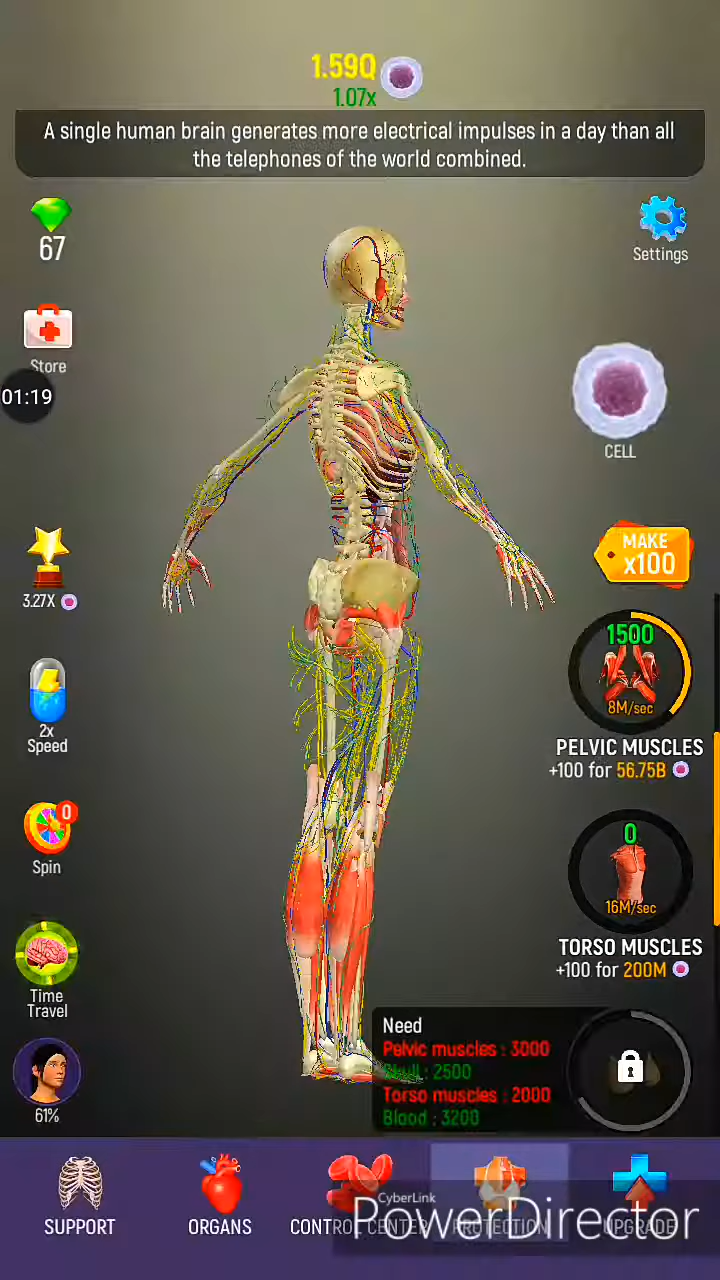 1.59Q
1.07x
A single human brain generates more electrical impulses in a day than all
the telephones of the world combined.
67
Settings
Store
01:19
CELL
MAKE
x100
3.27X
1500
8M/sec
PELVIC MUSCLES
+100 for 56.75B
2x
Speed
0
Spin
0
16M/sec
TORSO MUSCLES
+100 for 200M
Time
Travel
Need
Pelvic muscles : 3000
Skull : 2500
Torso muscles : 2000
Blood : 3200
61%
SUPPORT
ORGANS
CONTROL CENTER
PROTECTION
UPGRADE
CyberLink
PowerDirector